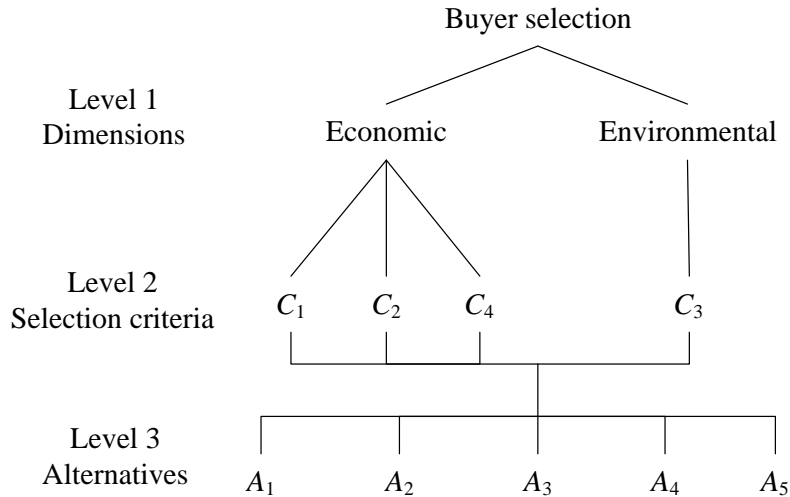 Buyer selection
Level 1
Dimensions
Economic
Environmental
Level 2
Selection criteria
C1
C2
C4
C3
Level 3
Alternatives
A1
A2
A3
A4
A5